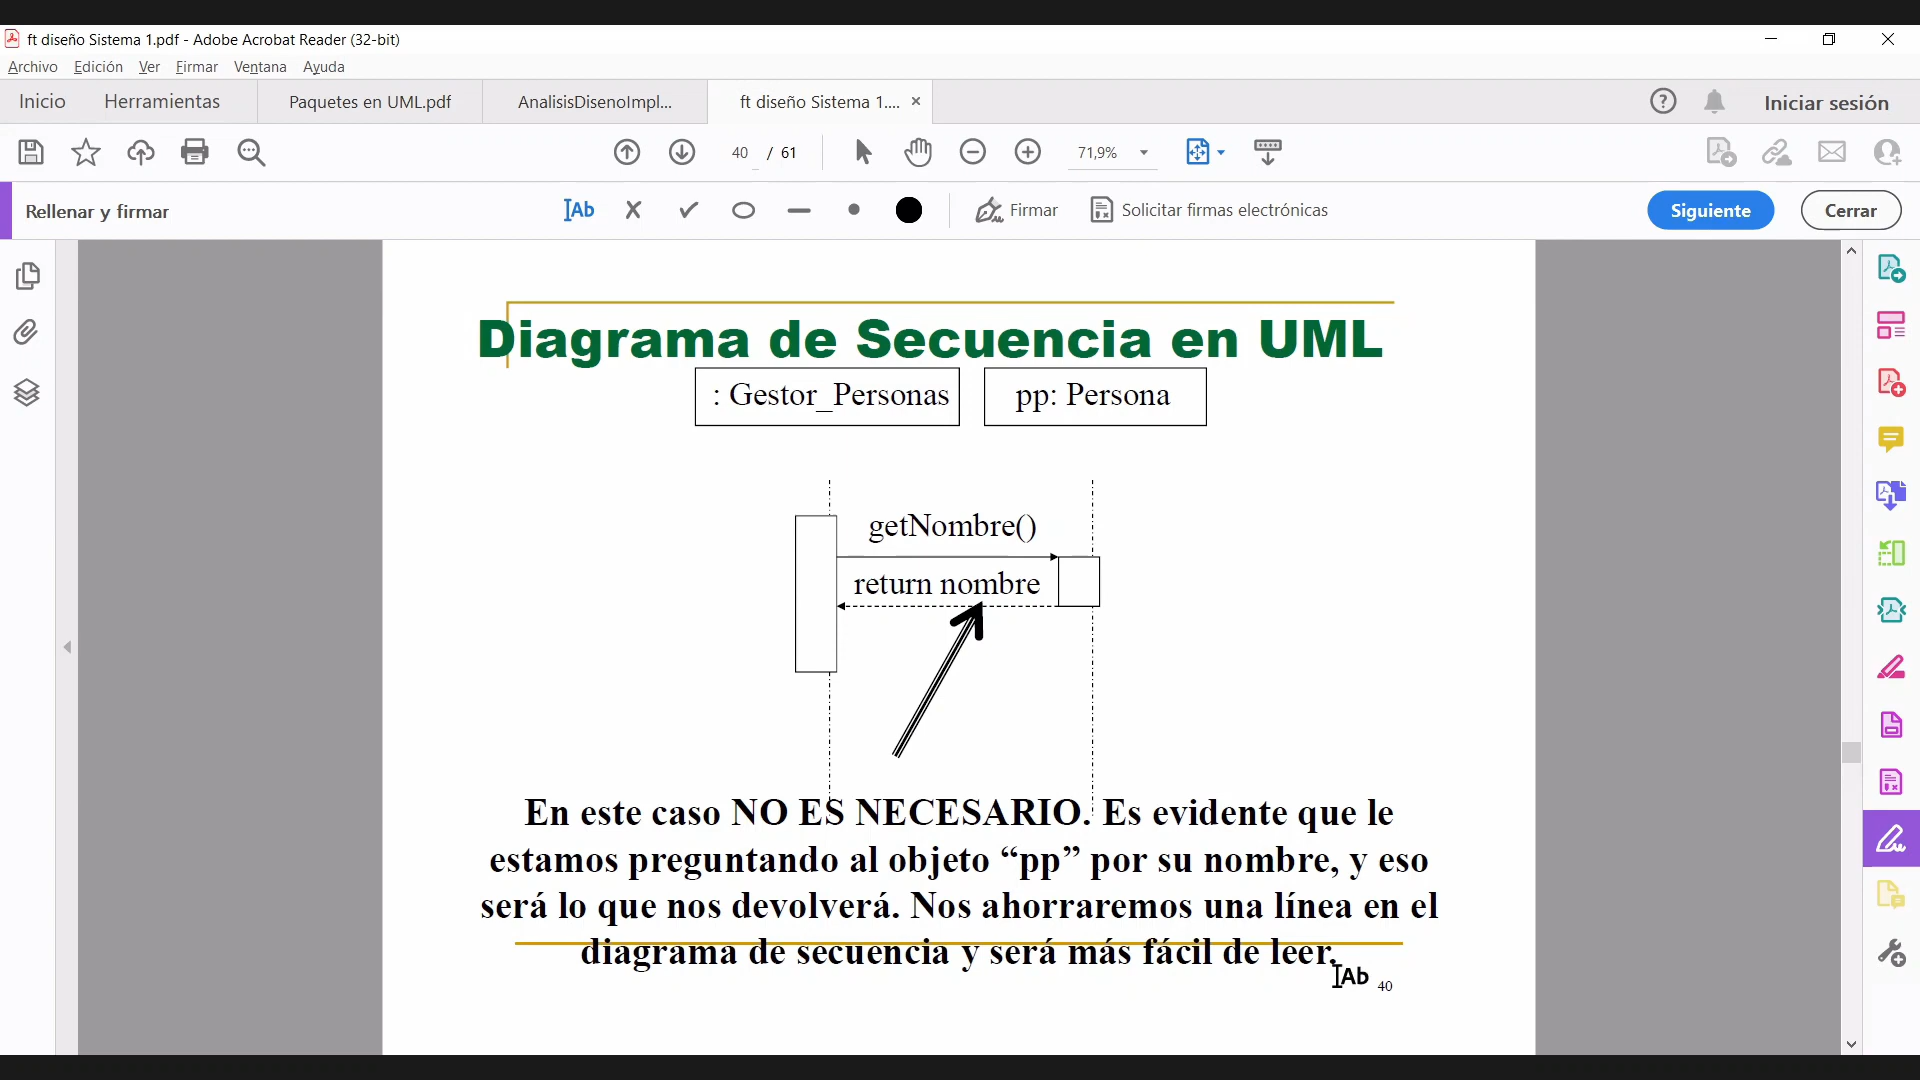 ft diseño Sistema 1.pdf - Adobe Acrobat Reader (32-bit)
Archivo Edición Ver Firmar Ventana Ayuda
Inicio Herramientas Paquetes en UML.pdf AnalisisDisenoImpl... ft diseño Sistema 1.... × Iniciar sesión
40 / 61 71,9%
Rellenar y firmar Ab Firmar Solicitar firmas electrónicas Siguiente Cerrar
Diagrama de Secuencia en UML
: Gestor_Personas pp: Persona
getNombre()
return nombre
En este caso NO ES NECESARIO. Es evidente que le
estamos preguntando al objeto “pp” por su nombre, y eso
será lo que nos devolverá. Nos ahorraremos una línea en el
diagrama de secuencia y será más fácil de leer.
Ab 40